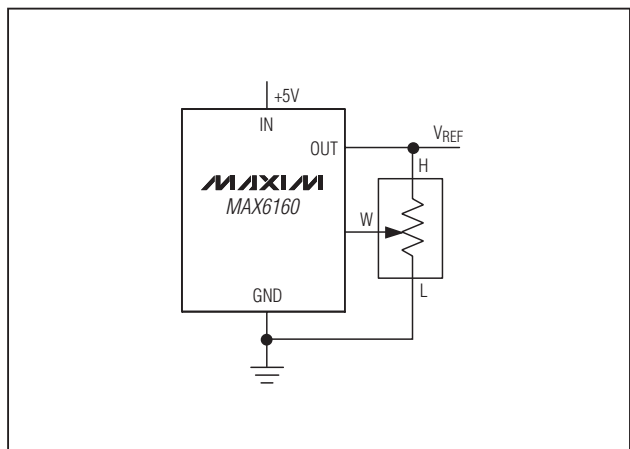 +5V
IN
OUT
VREF
H
MAXIM
MAX6160
W
GND
L